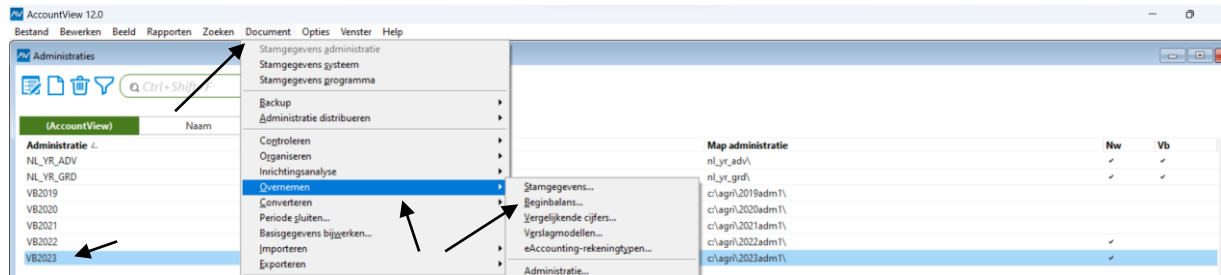 AccountView 12.0
Bestand Bewerken Beeld Rapporten Zoeken Document Opties Venster Help
Administraties
Ctrl+Shift+F
(AccountView) Naam
Administratie
NL_YR_ADV
NL_YR_GRD
VB2019
VB2020
VB2021
VB2022
VB2023
Stamgegevens administratie
Stamgegevens systeem
Stamgegevens programma
Backup
Administratie distribueren
Controleren
Organiseren
Inrichtingsanalyse
Overnemen
Converteren
Periode sluiten...
Basisgegevens bijwerken...
Importeren
Exporteren
Stamgegevens...
Beginbalans...
Vergelijkende cijfers...
Verslagmodellen...
eAccounting-rekeningtypen...
Administratie...
Map administratie Nw Vb
nl_yr_adv\
nl_yr_grd\
c:\agri\2019adm1\
c:\agri\2020adm1\
c:\agri\2021adm1\
c:\agri\2022adm1\
c:\agri\2023adm1\